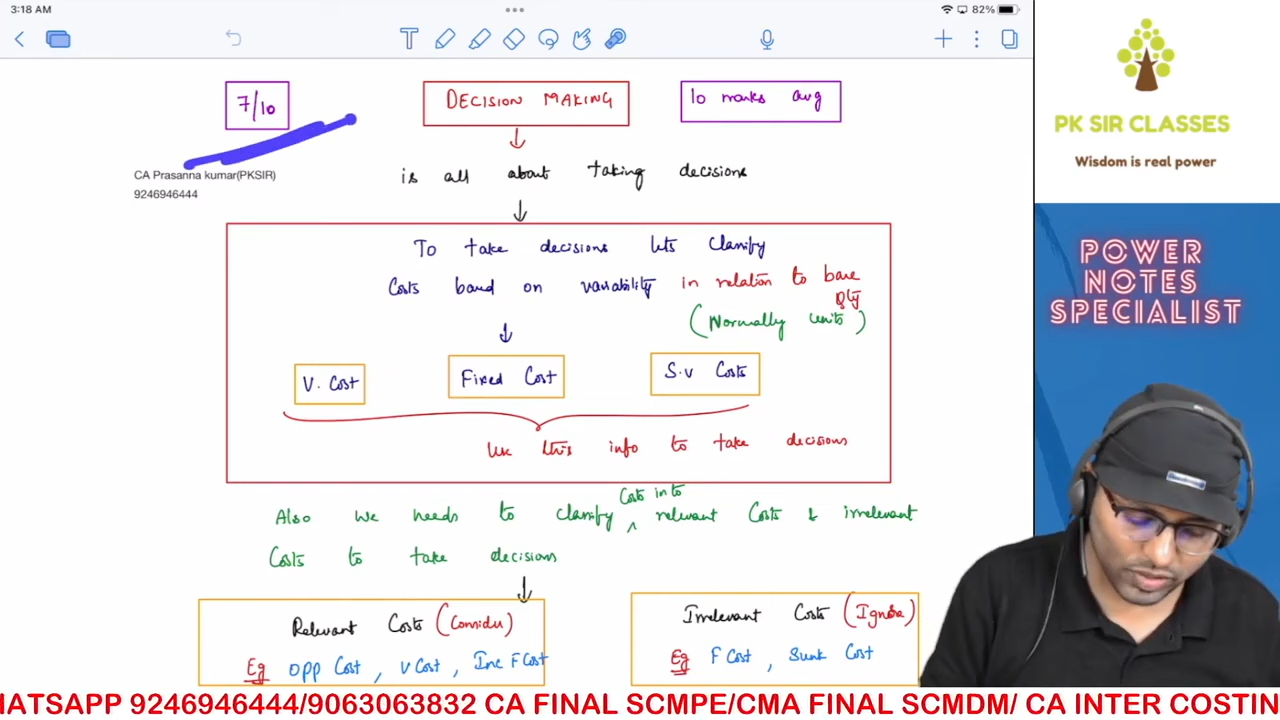 3:18 AM
82%
7/10
DECISION MAKING
10 marks avg
CA Prasanna kumar(PKSIR)
9246946444
is all about taking decisions
To take decisions lets Classify
Costs based on variability in relation to base
Qty
(Normally units)
V. Cost
Fixed Cost
S.V Costs
Use this info to take decisions
Costs into
Also we needs to classify ^ relevant Costs & irrelevant
Costs to take decisions
Relevant Costs (Consider)
Eg Opp Cost, V Cost, Inc F Cost
Irrelevant Costs (Ignore)
Eg F Cost, Sunk Cost
PK SIR CLASSES
Wisdom is real power
POWER
NOTES
SPECIALIST
HATSAPP 9246946444/9063063832 CA FINAL SCMPE/CMA FINAL SCMDM/ CA INTER COSTIN